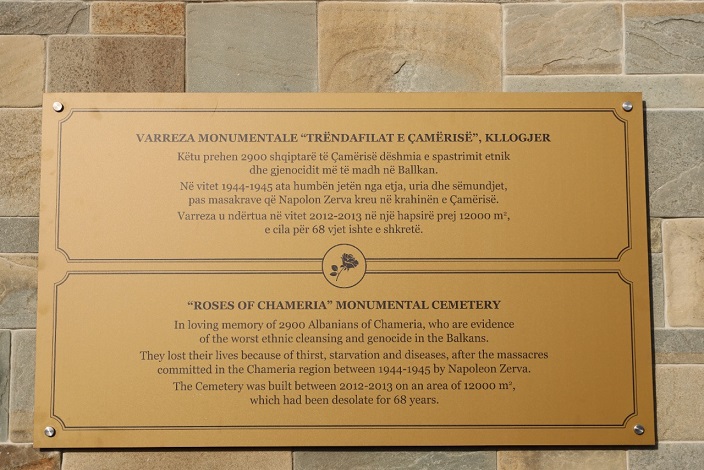 VARREZA MONUMENTALE “TRËNDAFILAT E ÇAMËRISË”, KLLOGJER
Këtu prehen 2900 shqiptarë të Çamërisë dëshmia e spastrimit etnik
dhe gjenocidit më të madh në Ballkan.
Në vitet 1944-1945 ata humbën jetën nga etja, uria dhe sëmundjet,
pas masakrave që Napolon Zerva kreu në krahinën e Çamërisë.
Varreza u ndërtua në vitet 2012-2013 në një hapsirë prej 12000 m²,
e cila për 68 vjet ishte e shkretë.
“ROSES OF CHAMERIA” MONUMENTAL CEMETERY
In loving memory of 2900 Albanians of Chameria, who are evidence
of the worst ethnic cleansing and genocide in the Balkans.
They lost their lives because of thirst, starvation and diseases, after the massacres
committed in the Chameria region between 1944-1945 by Napoleon Zerva.
The Cemetery was built between 2012-2013 on an area of 12000 m²,
which had been desolate for 68 years.